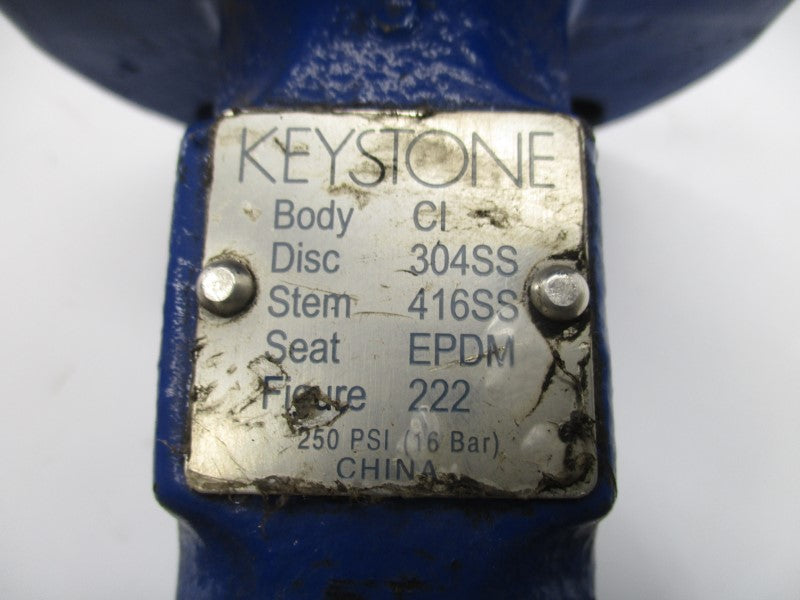 KEYSTONE
Body CI
Disc 304SS
Stem 416SS
Seat EPDM
Figure 222
250 PSI (16 Bar)
CHINA